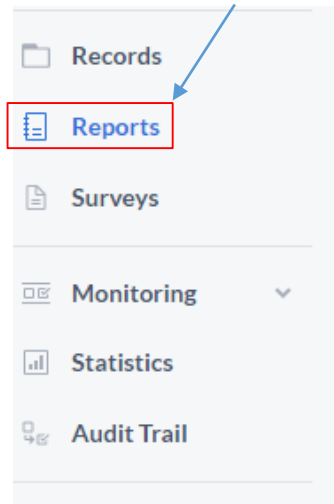 Records
Reports
Surveys
Monitoring
Statistics
Audit Trail